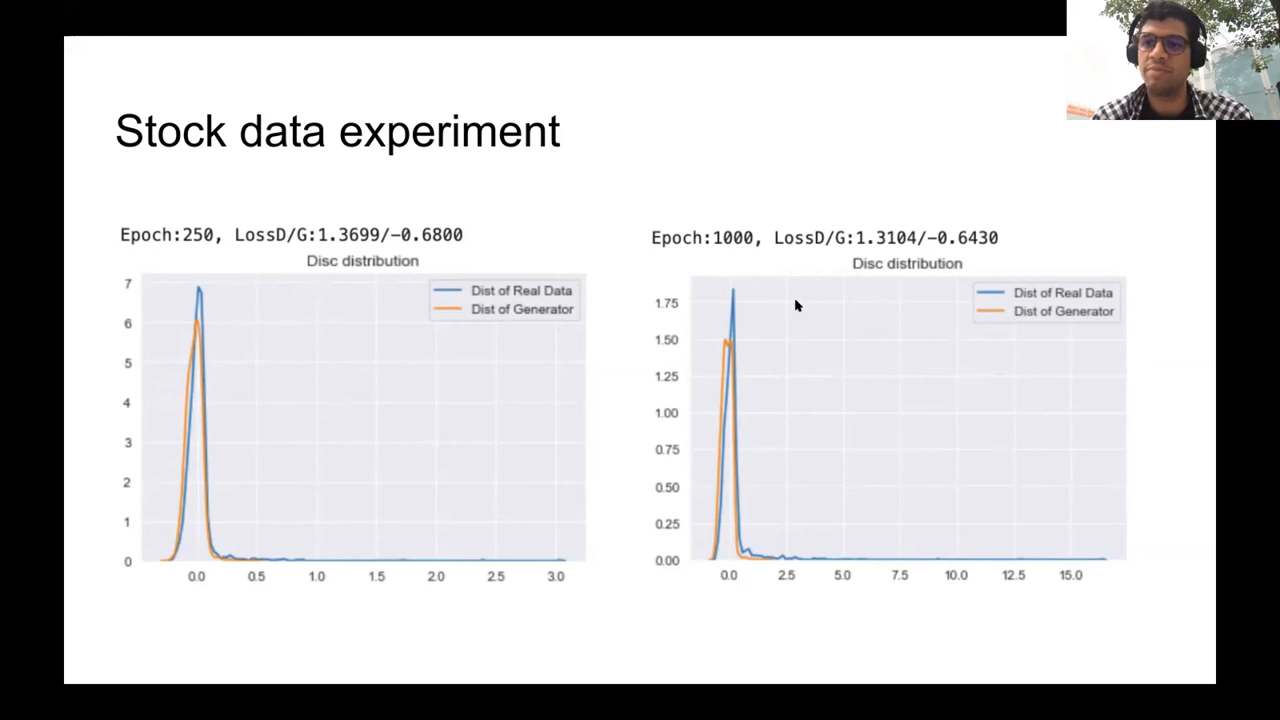 Stock data experiment
Epoch:250, LossD/G:1.3699/-0.6800
Disc distribution
Dist of Real Data
Dist of Generator
7
6
5
4
3
2
1
0
0.0 0.5 1.0 1.5 2.0 2.5 3.0
Epoch:1000, LossD/G:1.3104/-0.6430
Disc distribution
Dist of Real Data
Dist of Generator
1.75
1.50
1.25
1.00
0.75
0.50
0.25
0.00
0.0 2.5 5.0 7.5 10.0 12.5 15.0